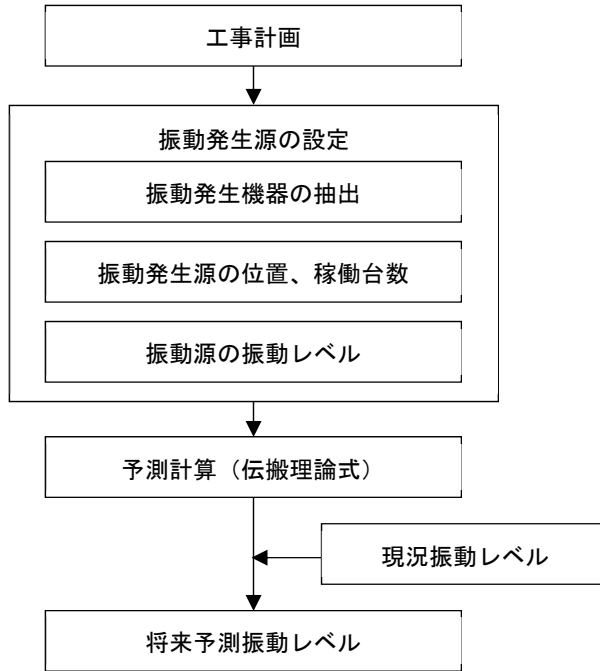 工事計画
振動発生源の設定
振動発生機器の抽出
振動発生源の位置、稼働台数
振動源の振動レベル
予測計算（伝搬理論式）
現況振動レベル
将来予測振動レベル